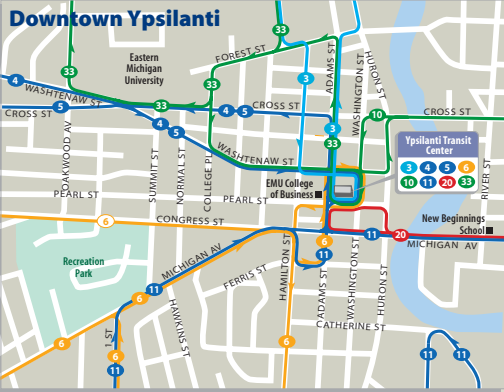 Downtown Ypsilanti
33
Eastern
Michigan
University
FOREST ST
ADAMS ST
HURON ST
WASHINGTON ST
33
33
3
4
WASHTENAW ST
5
CROSS ST
33
4
5
CROSS ST
10
CROSS ST
4
5
3
33
OAKWOOD AV
SUMMIT ST
NORMAL ST
COLLEGE PL
WASHTENAW ST
Ypsilanti Transit
Center
3
4
5
6
10
11
20
33
EMU College
of Business
RIVER ST
PEARL ST
PEARL ST
6
CONGRESS ST
New Beginnings
School
6
11
11
20
MICHIGAN AV
Recreation
Park
MICHIGAN AV
FERRIS ST
HAMILTON ST
ADAMS ST
WASHINGTON ST
HURON ST
6
11
HAWKINS ST
CATHERINE ST
6
1 ST
6
11
6
11
11